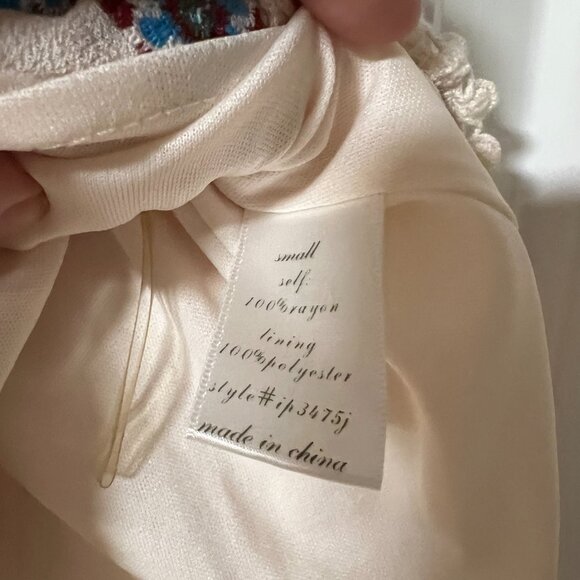 small
self:
100%rayon
lining
100%polyester
style#ip3475j
made in china